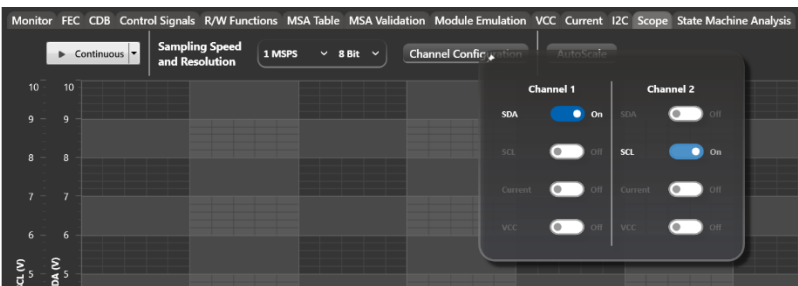 Monitor FEC CDB Control Signals R/W Functions MSA Table MSA Validation Module Emulation VCC Current I2C Scope State Machine Analysis
Continuous
Sampling Speed
and Resolution
1 MSPS
8 Bit
Channel Configuration
AutoScale
Channel 1
Channel 2
SDA On
SDA Off
SCL Off
SCL On
Current Off
Current Off
VCC Off
VCC Off
10 10
9 9
8 8
7 7
6 6
5 5
SCL (V)
SDA (V)